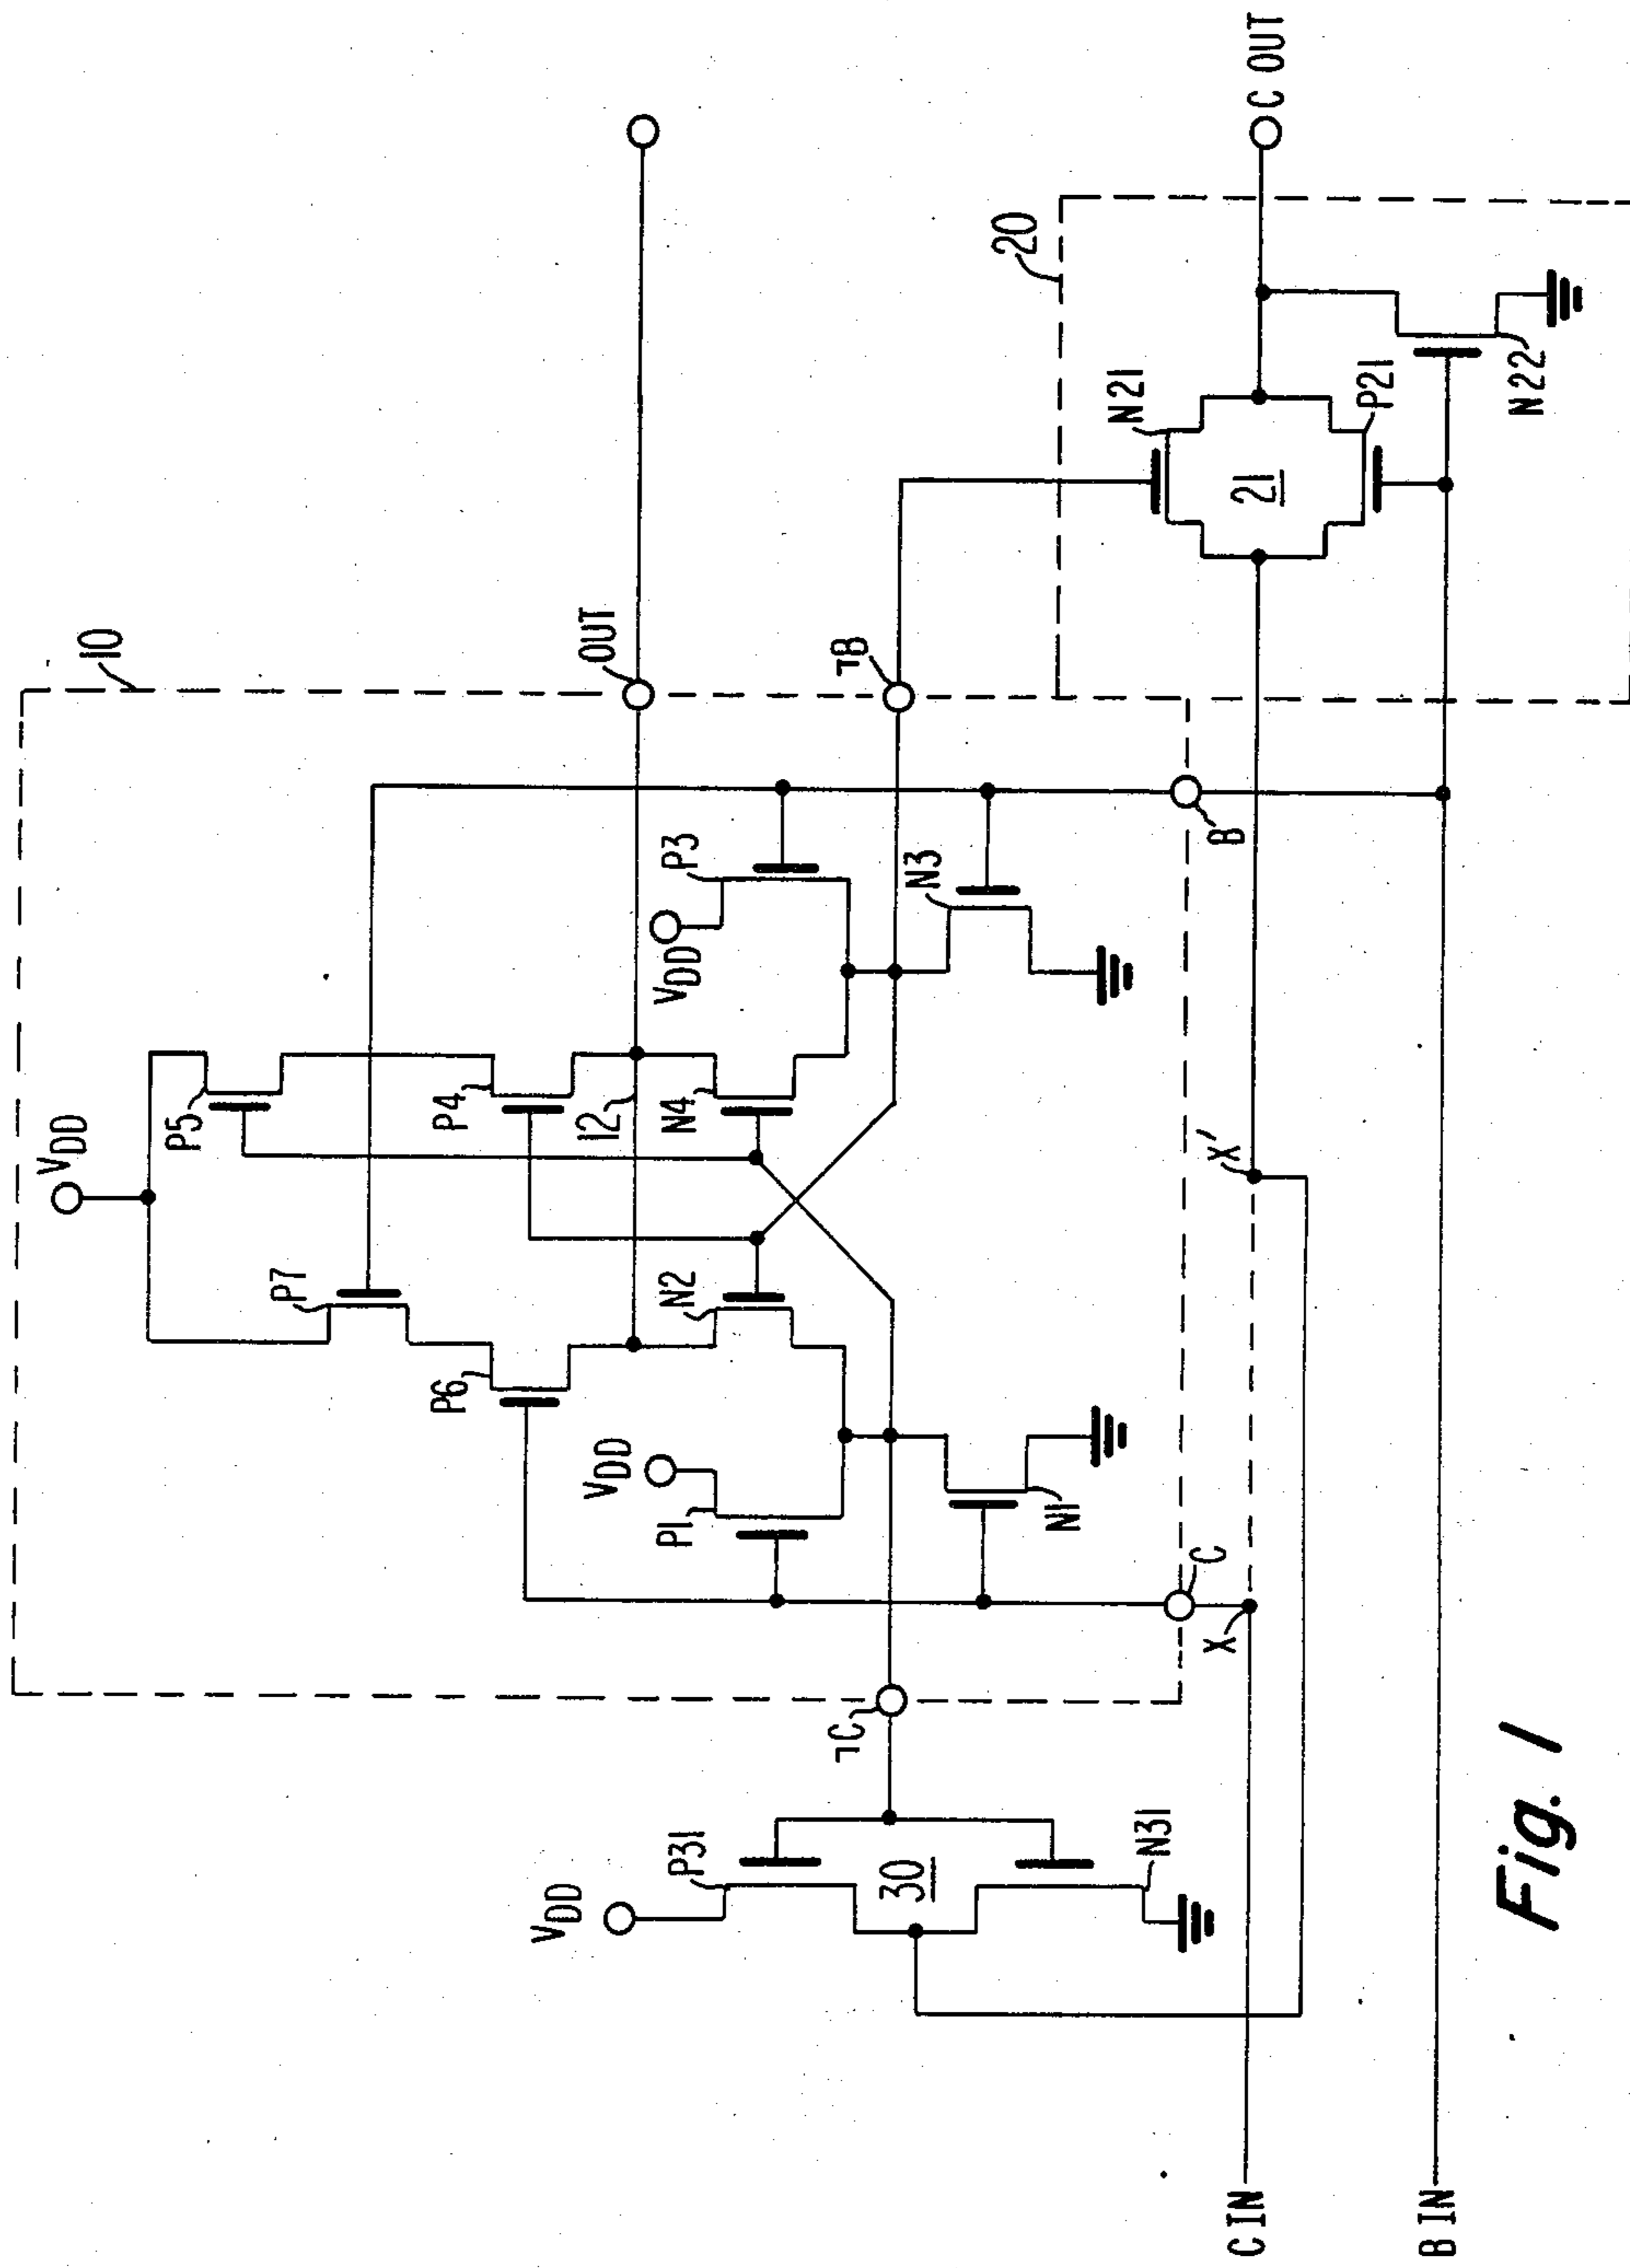 10
VDD
P5
P7
P4
P6
12
OUT
N4
N2
P3
VDD
VDD
P1
N3
N1
¬B
¬C
B
C
X
X'
VDD
P31
30
N31
20
N21
21
P21
N22
C OUT
C IN
B IN
Fig. 1